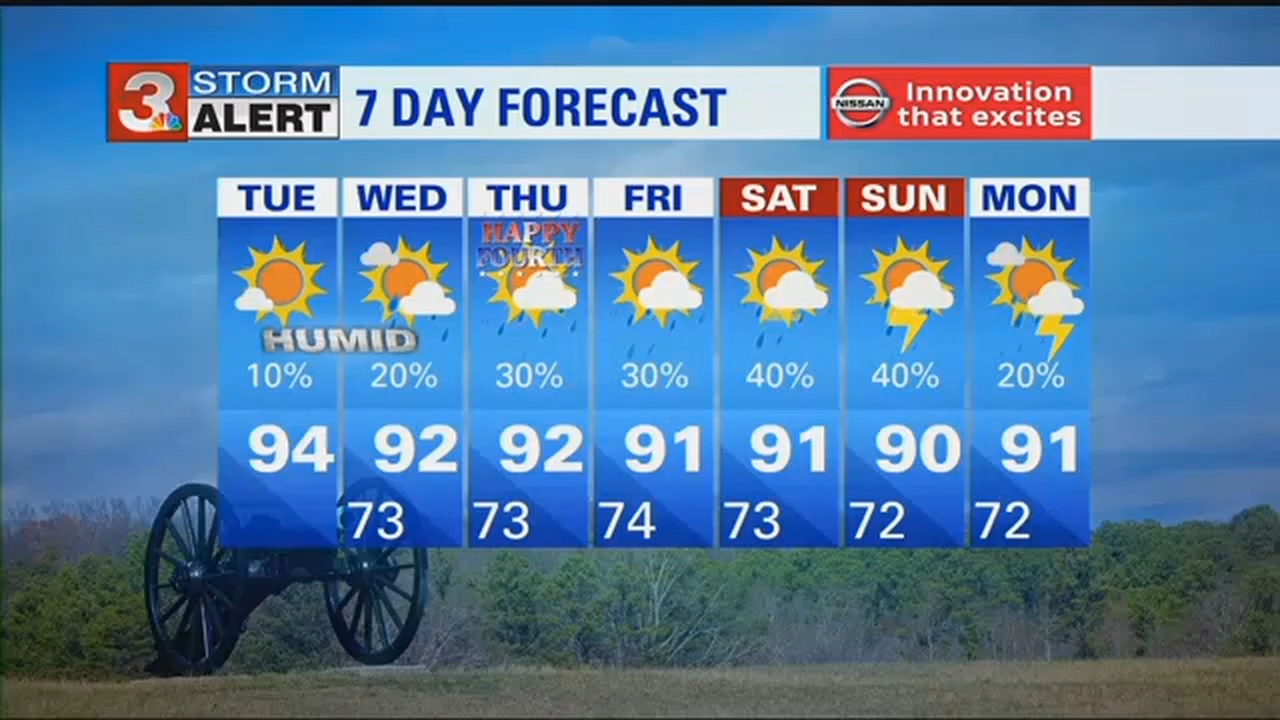 3 STORM ALERT
7 DAY FORECAST
NISSAN
Innovation
that excites
TUE WED THU FRI SAT SUN MON
HAPPY
FOURTH
HUMID
10% 20% 30% 30% 40% 40% 20%
94 92 92 91 91 90 91
73 73 74 73 72 72